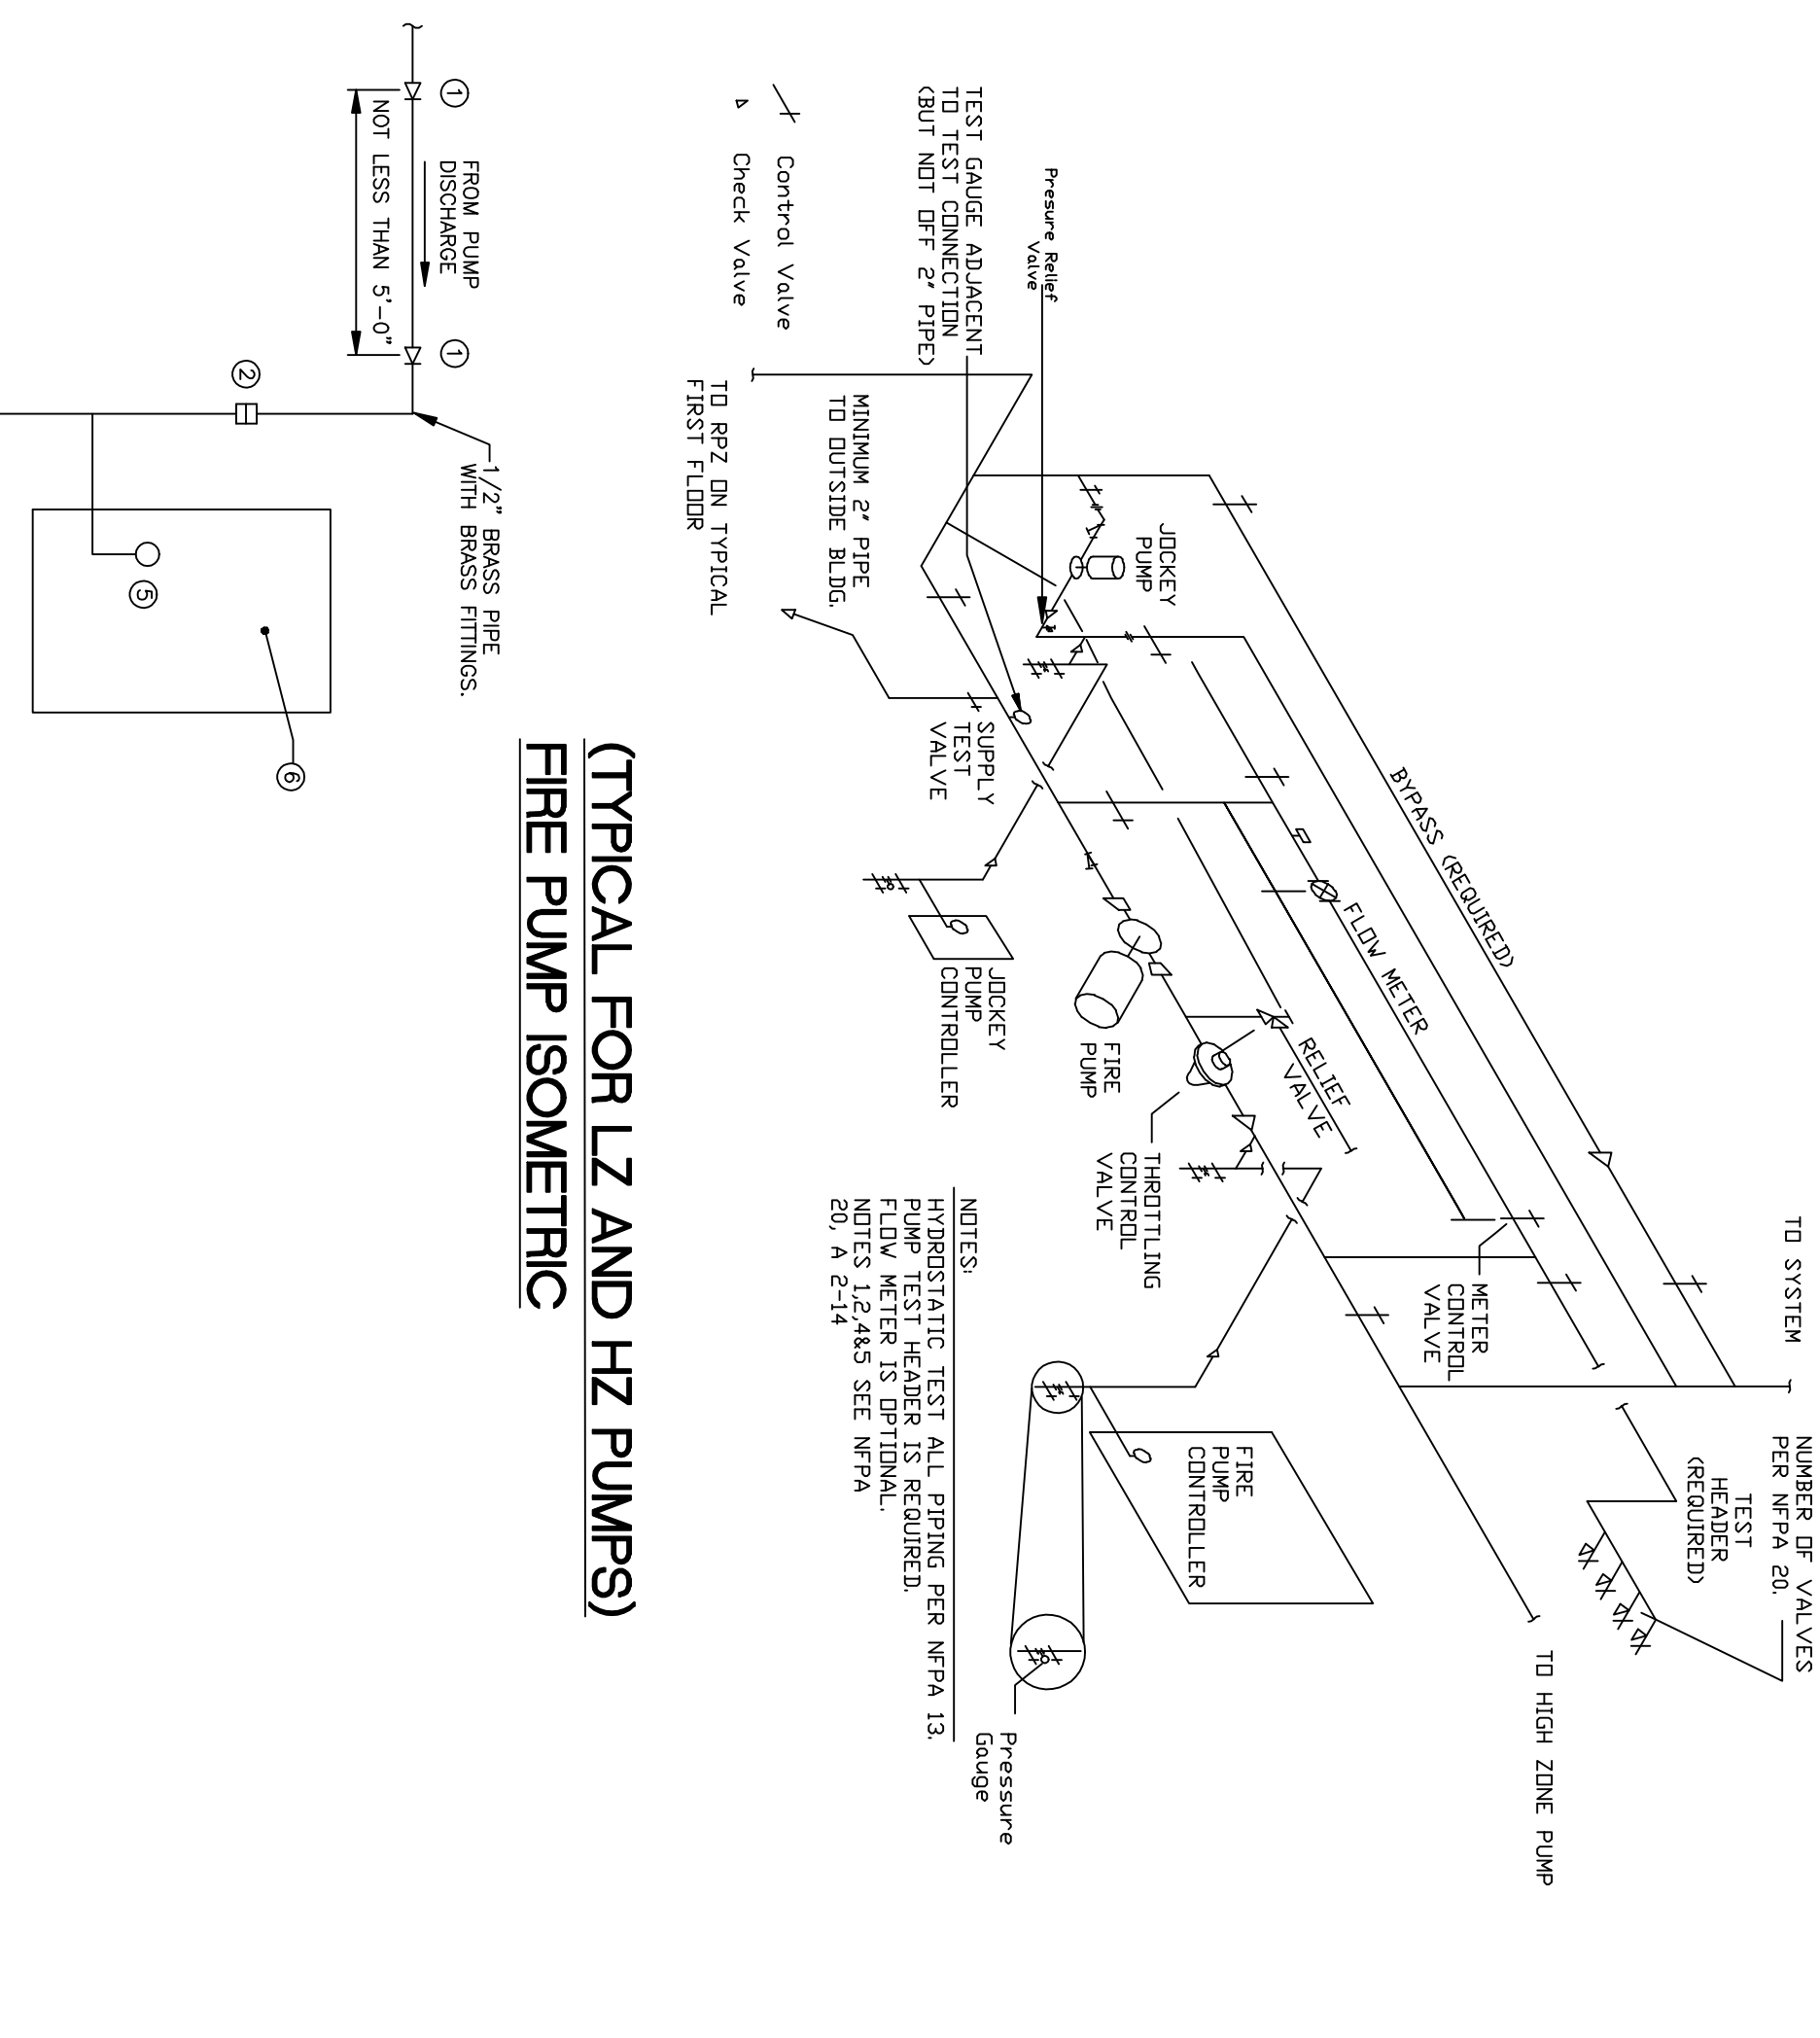 TO SYSTEM
NUMBER OF VALVES
PER NFPA 20.
TEST
HEADER
(REQUIRED)
TO HIGH ZONE PUMP
BYPASS (REQUIRED)
FLOW METER
METER
CONTROL
VALVE
RELIEF
VALVE
JOCKEY
PUMP
Presure Relief
Valve
TEST GAUGE ADJACENT
TO TEST CONNECTION
(BUT NOT OFF 2" PIPE)
FIRE
PUMP
CONTROLLER
THROTTLING
CONTROL
VALVE
FIRE
PUMP
SUPPLY
TEST
VALVE
JOCKEY
PUMP
CONTROLLER
Pressure
Gauge
Control Valve
Check Valve
MINIMUM 2" PIPE
TO OUTSIDE BLDG.
TO RPZ ON TYPICAL
FIRST FLOOR
NOTES:
HYDROSTATIC TEST ALL PIPING PER NFPA 13.
PUMP TEST HEADER IS REQUIRED.
FLOW METER IS OPTIONAL.
NOTES 1,2,4&5 SEE NFPA
20, A 2-14
(TYPICAL FOR LZ AND HZ PUMPS)
FIRE PUMP ISOMETRIC
1
1
FROM PUMP
DISCHARGE
NOT LESS THAN 5'-0"
1/2" BRASS PIPE
WITH BRASS FITTINGS.
2
5
6